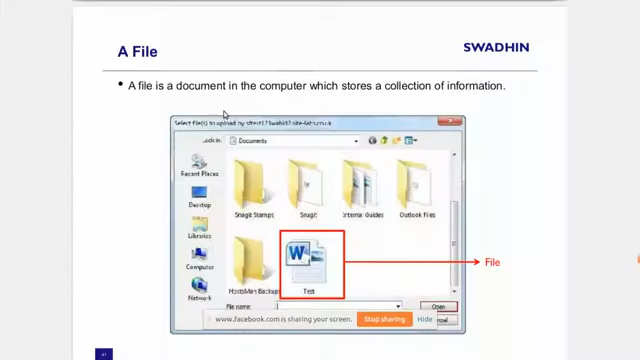 A File
SWADHIN
• A file is a document in the computer which stores a collection of information.
Look in:
Documents
Recent Places
Desktop
Libraries
Computer
Network
Snagit Stamps
Snagit
Internal Guides
Outlook Files
HostsMan Backups
Test
File
File name:
Open
www.facebook.com is sharing your screen.
Stop sharing
Hide